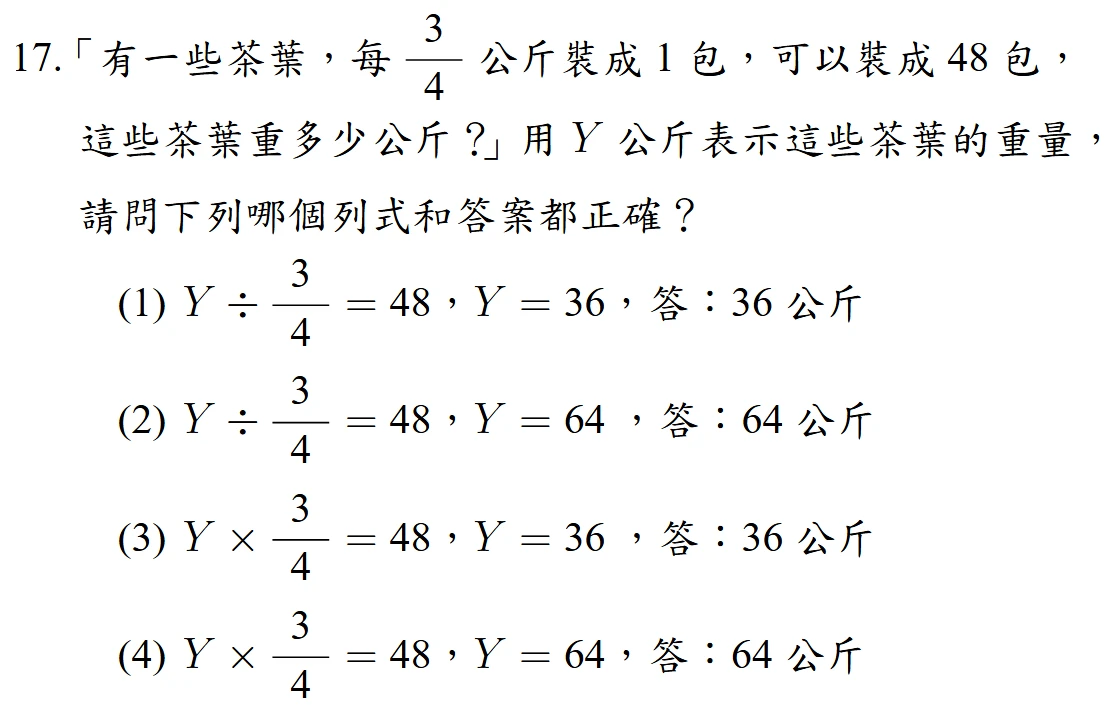 17.「有一些茶葉，每 3/4 公斤裝成 1 包，可以裝成 48 包，
這些茶葉重多少公斤？」用 Y 公斤表示這些茶葉的重量，
請問下列哪個列式和答案都正確？
(1) Y ÷ 3/4 = 48，Y = 36，答：36 公斤
(2) Y ÷ 3/4 = 48，Y = 64 ，答：64 公斤
(3) Y × 3/4 = 48，Y = 36 ，答：36 公斤
(4) Y × 3/4 = 48，Y = 64，答：64 公斤